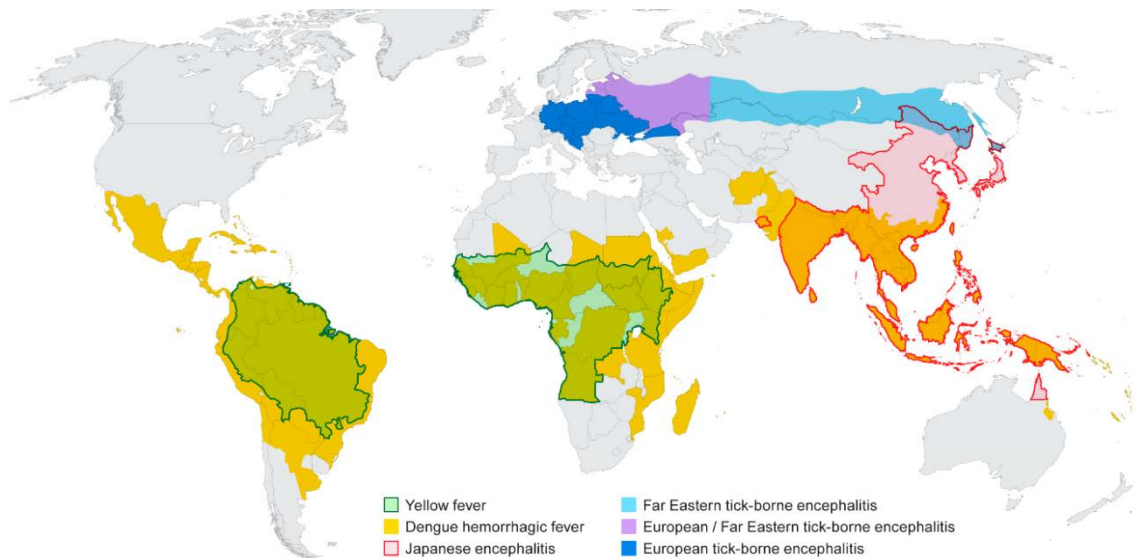 Yellow fever
Dengue hemorrhagic fever
Japanese encephalitis
Far Eastern tick-borne encephalitis
European / Far Eastern tick-borne encephalitis
European tick-borne encephalitis